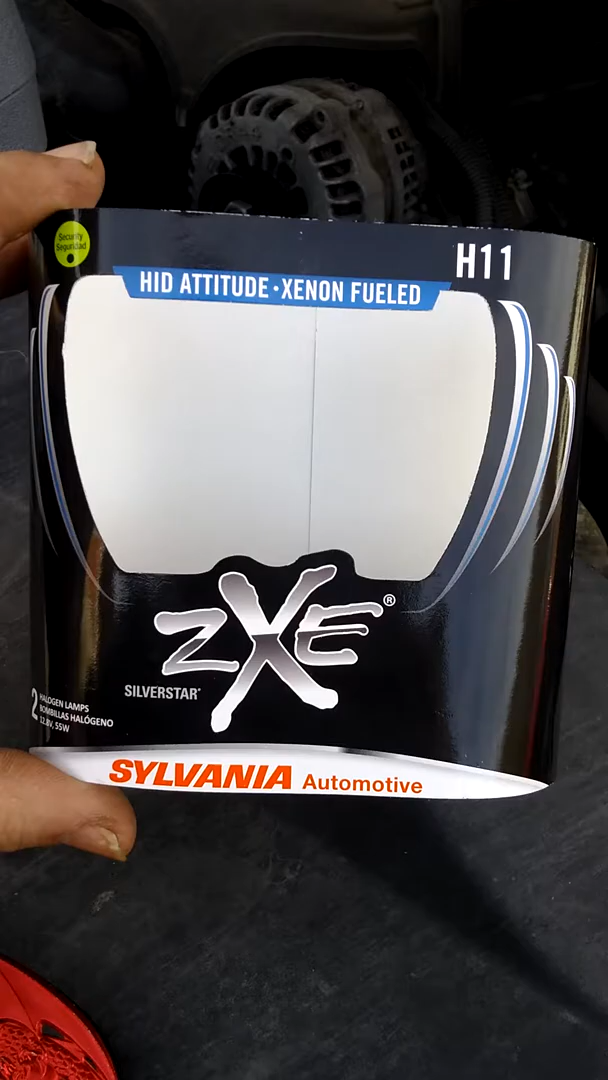 Security
Seguridad
H11
HID ATTITUDE • XENON FUELED
ZXE®
SILVERSTAR
2 HALOGEN LAMPS
BOMBILLAS HALÓGENO
12.8V, 55W
SYLVANIA Automotive